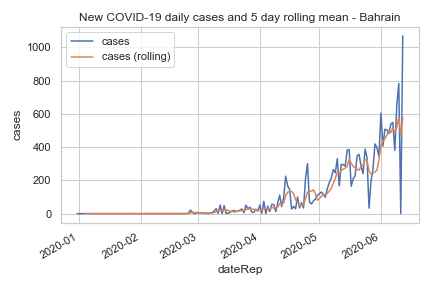 New COVID-19 daily cases and 5 day rolling mean - Bahrain
cases
cases (rolling)
1000
800
600
400
200
0
cases
2020-01
2020-02
2020-03
2020-04
2020-05
2020-06
dateRep